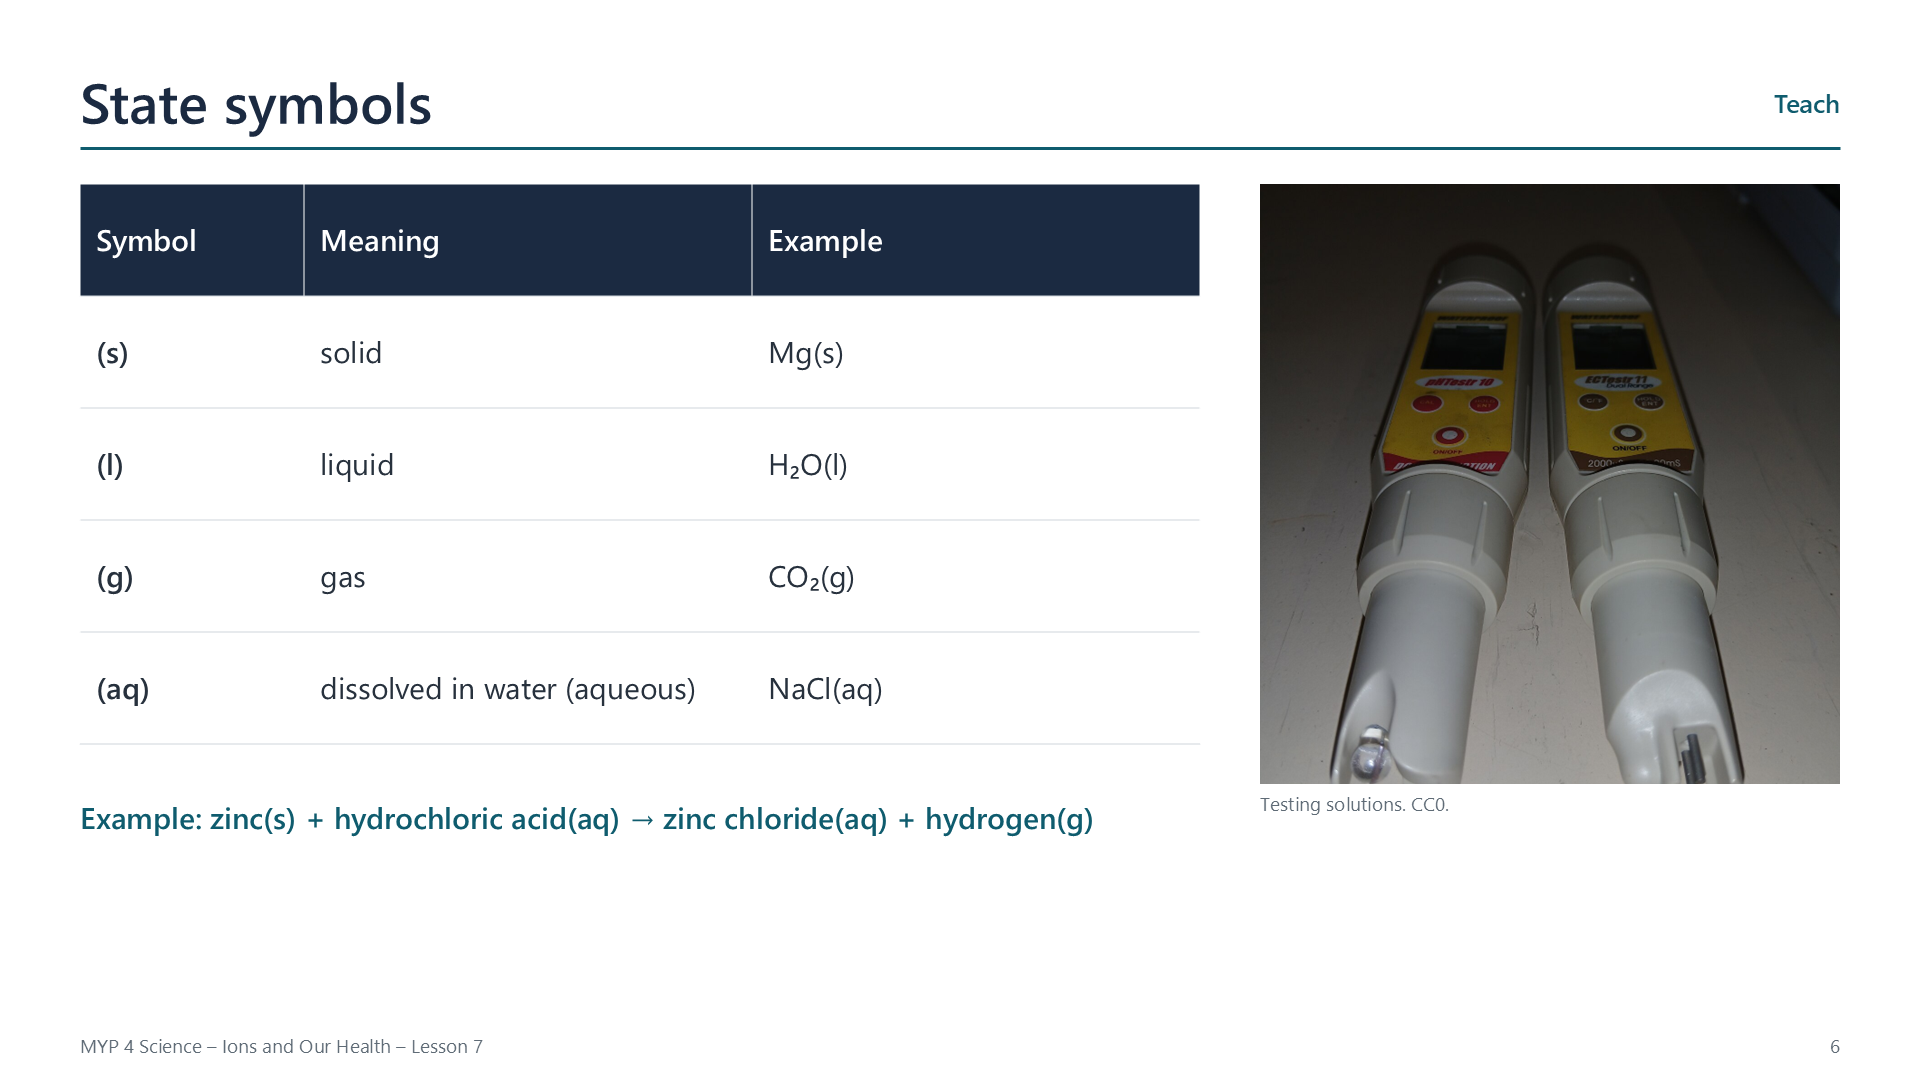 State symbols
Teach
Symbol Meaning Example
(s) solid Mg(s)
(l) liquid H₂O(l)
(g) gas CO₂(g)
(aq) dissolved in water (aqueous) NaCl(aq)
Example: zinc(s) + hydrochloric acid(aq) → zinc chloride(aq) + hydrogen(g)
pHTestr 10
ECTestr 11
Dual Range
ON/OFF
ON/OFF
Testing solutions. CC0.
MYP 4 Science – Ions and Our Health – Lesson 7
6